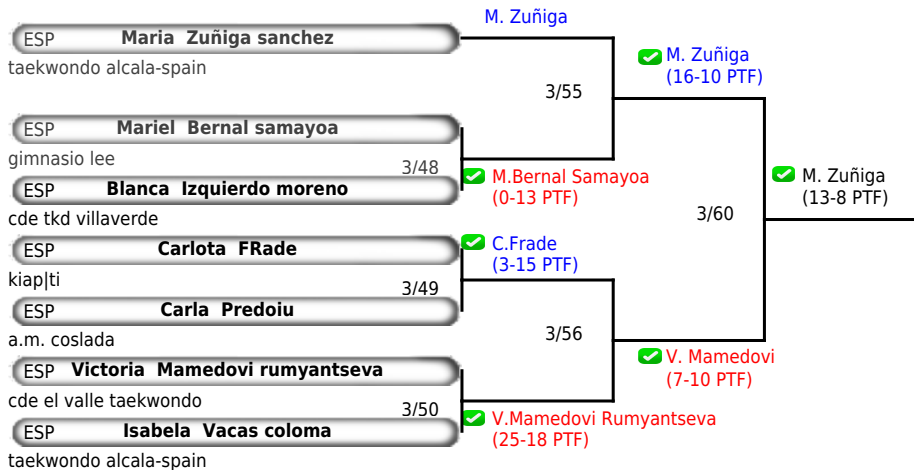 M. Zuñiga
ESP Maria Zuñiga sanchez
taekwondo alcala-spain
M. Zuñiga
(16-10 PTF)
3/55
ESP Mariel Bernal samayoa
gimnasio lee
3/48
M.Bernal Samayoa
(0-13 PTF)
ESP Blanca Izquierdo moreno
cde tkd villaverde
M. Zuñiga
(13-8 PTF)
3/60
ESP Carlota FRade
C.Frade
(3-15 PTF)
kiap|ti
3/49
ESP Carla Predoiu
a.m. coslada
3/56
V. Mamedovi
(7-10 PTF)
ESP Victoria Mamedovi rumyantseva
cde el valle taekwondo
3/50
V.Mamedovi Rumyantseva
(25-18 PTF)
ESP Isabela Vacas coloma
taekwondo alcala-spain